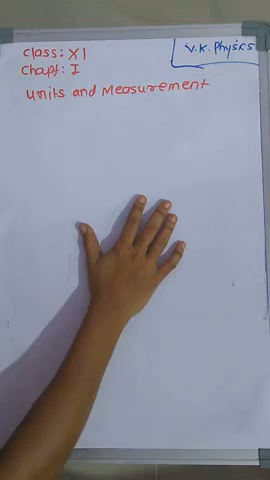 Class: XI
V.K. Physics
Chapt: I
Units and Measurement